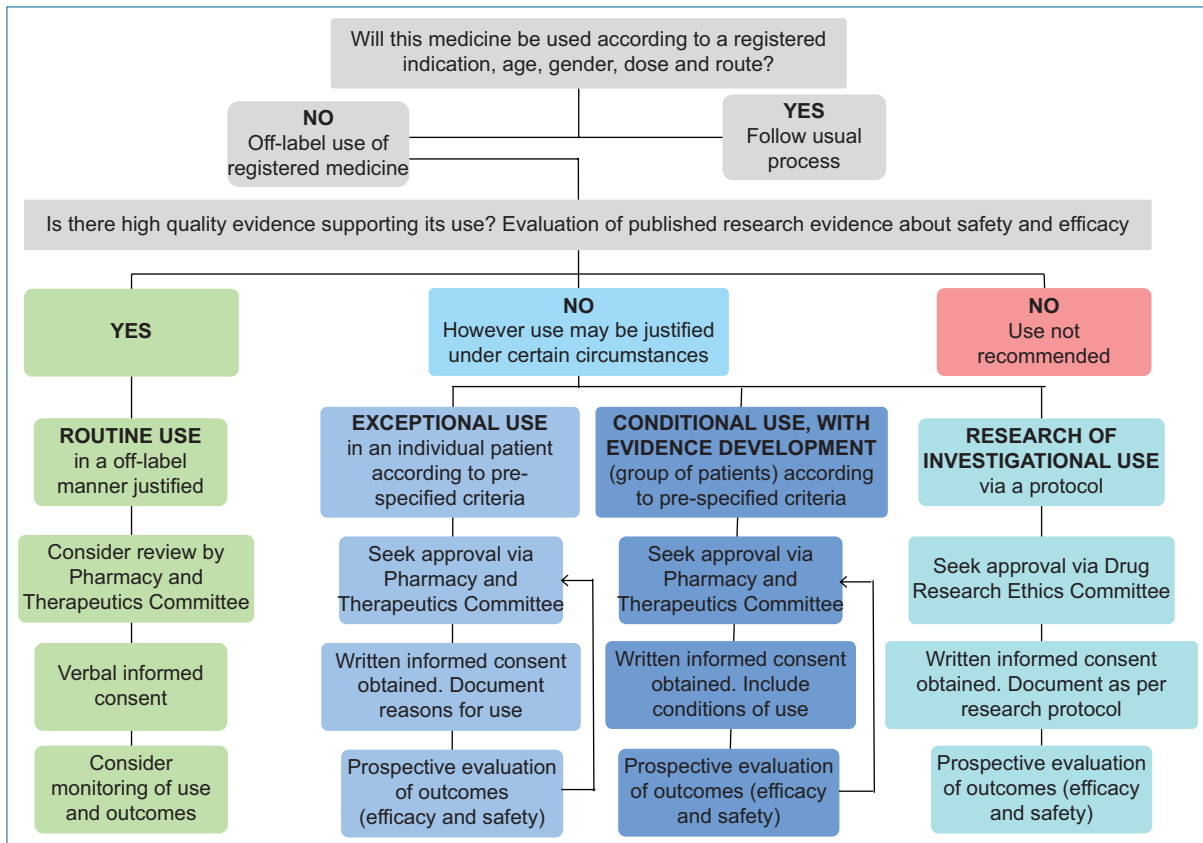 Will this medicine be used according to a registered
indication, age, gender, dose and route?
NO
Off-label use of
registered medicine
YES
Follow usual
process
Is there high quality evidence supporting its use? Evaluation of published research evidence about safety and efficacy
YES
NO
However use may be justified
under certain circumstances
NO
Use not
recommended
ROUTINE USE
in a off-label
manner justified
EXCEPTIONAL USE
in an individual patient
according to pre-
specified criteria
CONDITIONAL USE, WITH
EVIDENCE DEVELOPMENT
(group of patients) according
to pre-specified criteria
RESEARCH OF
INVESTIGATIONAL USE
via a protocol
Consider review by
Pharmacy and
Therapeutics Committee
Seek approval via
Pharmacy and
Therapeutics Committee
Seek approval via
Pharmacy and
Therapeutics Committee
Seek approval via Drug
Research Ethics Committee
Verbal informed
consent
Written informed consent
obtained. Document
reasons for use
Written informed consent
obtained. Include
conditions of use
Written informed consent
obtained. Document as per
research protocol
Consider
monitoring of use
and outcomes
Prospective evaluation
of outcomes
(efficacy and safety)
Prospective evaluation
of outcomes (efficacy
and safety)
Prospective evaluation
of outcomes (efficacy
and safety)